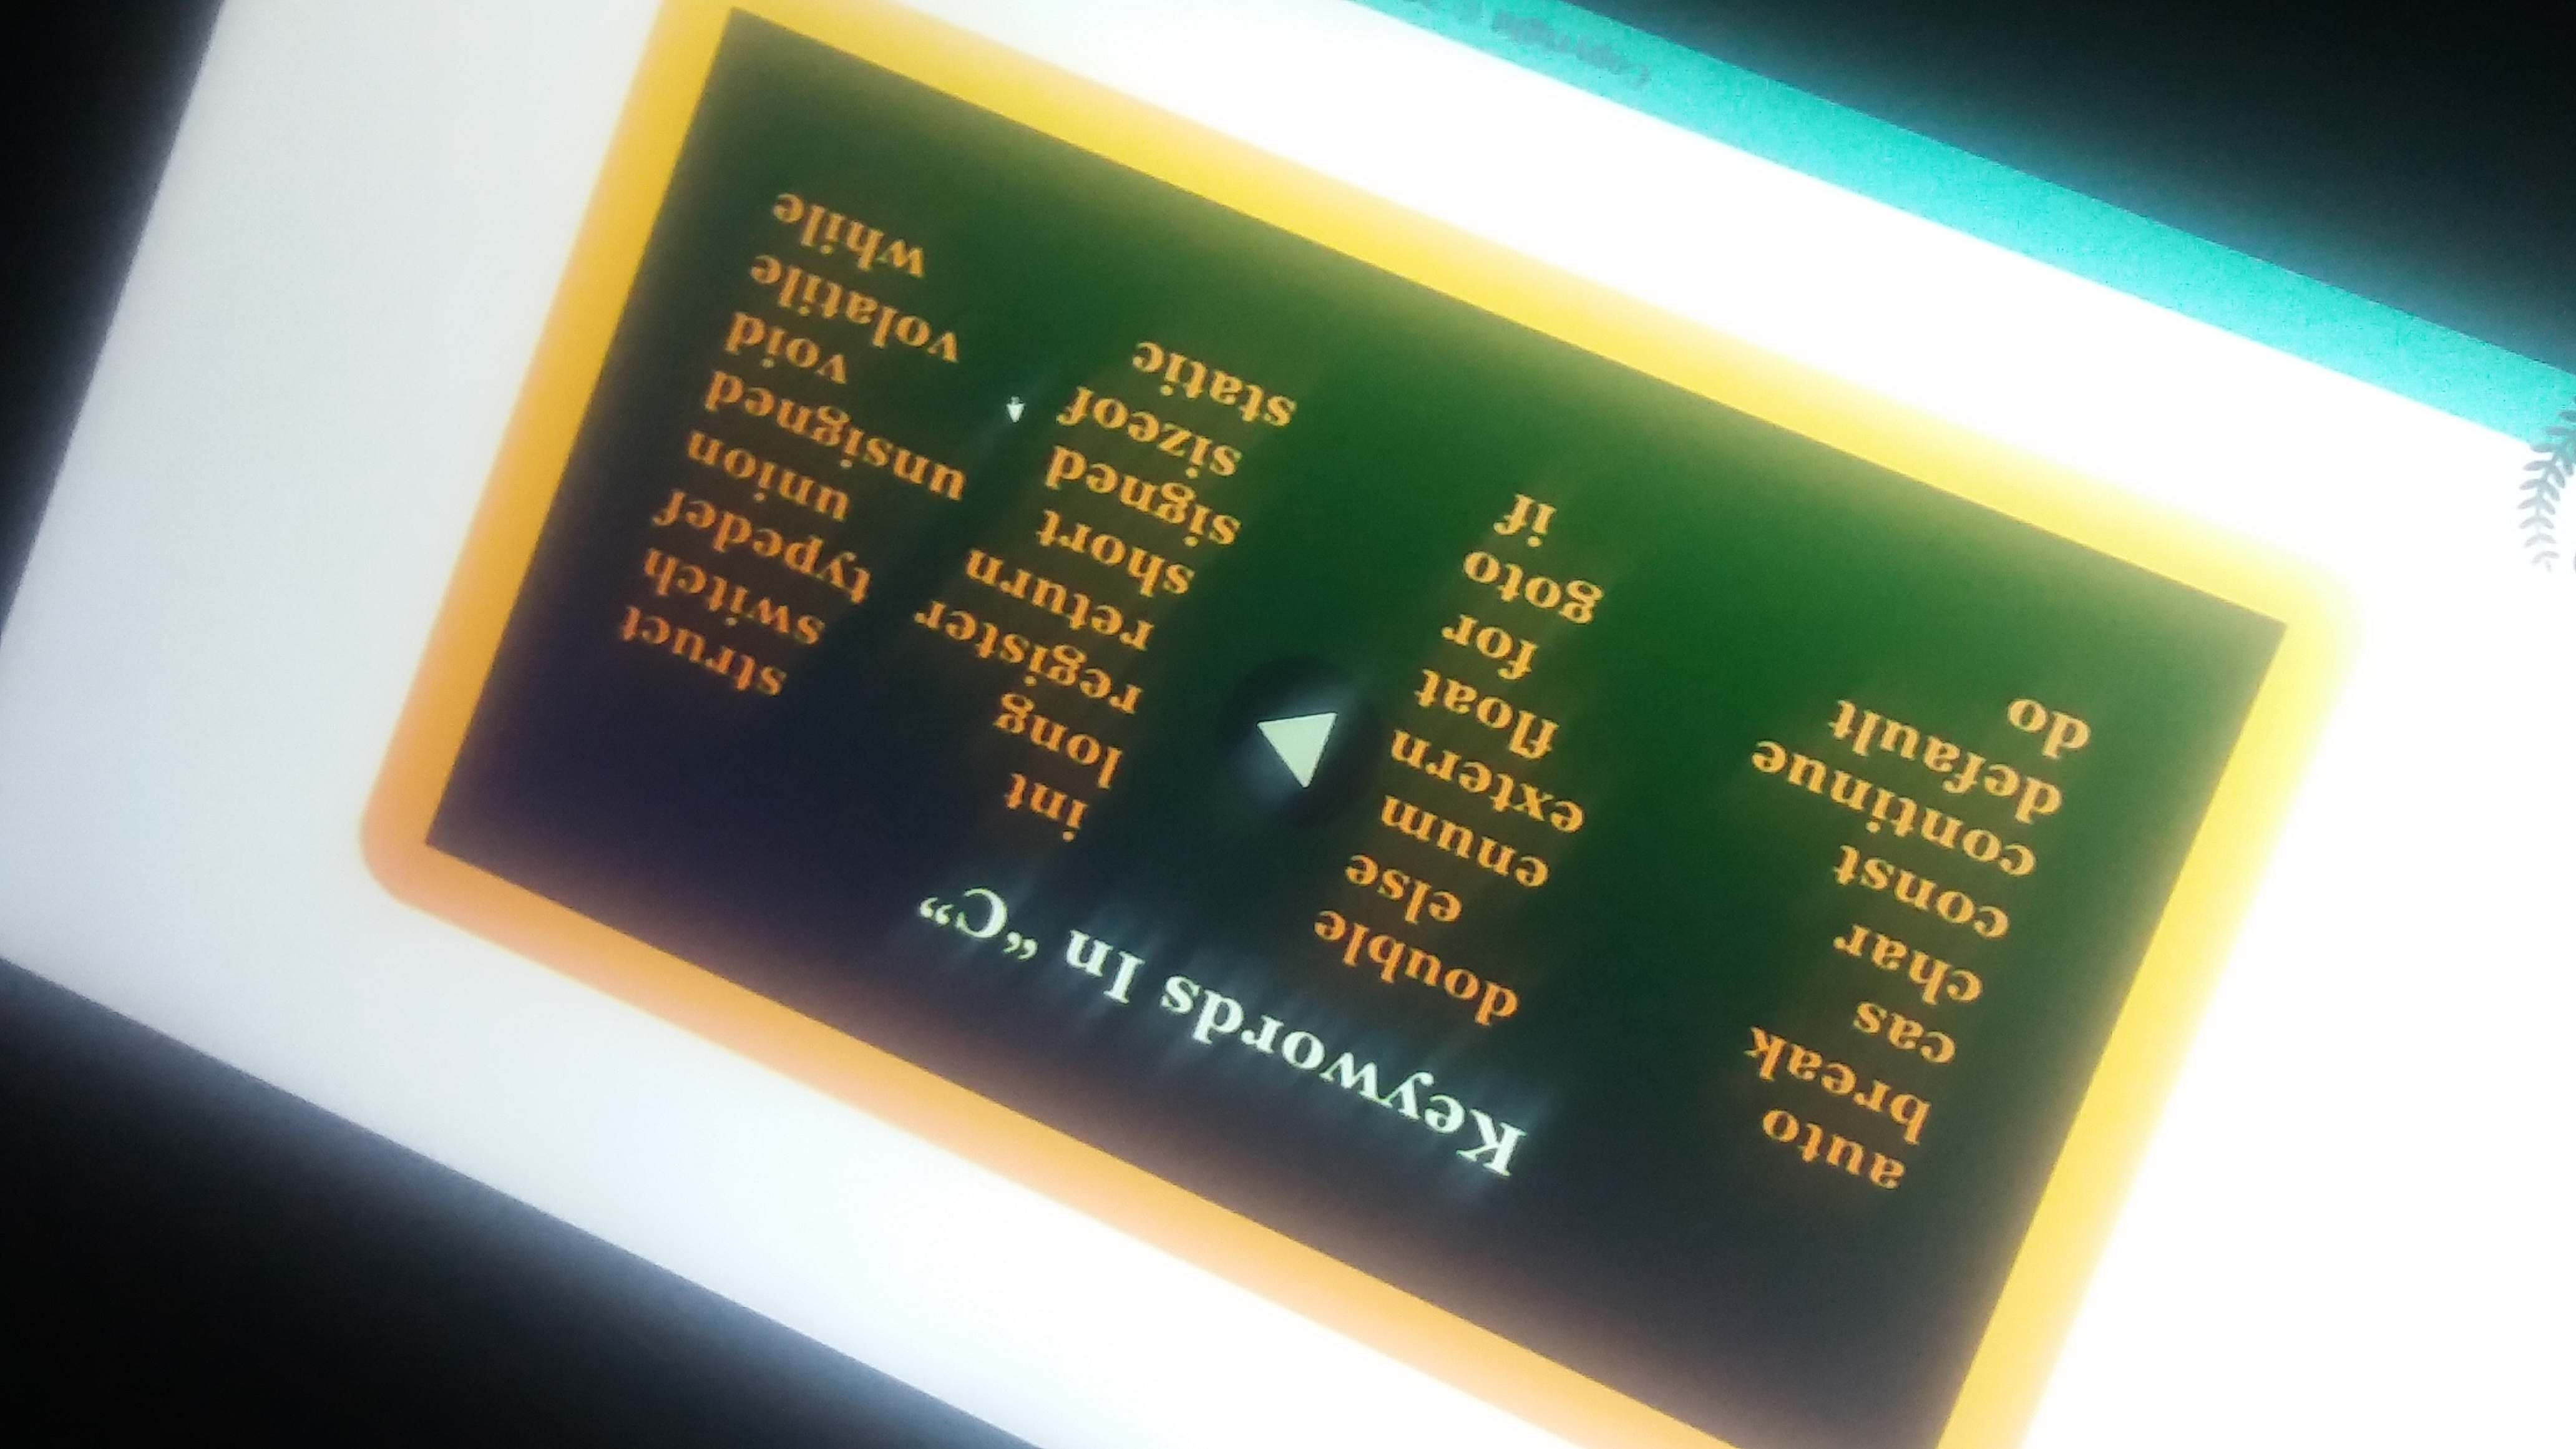 Keywords In “C”
auto
break
cas
char
const
continue
default
do
double
else
enum
extern
float
for
goto
if
int
long
register
return
short
signed
sizeof
static
struct
switch
typedef
union
unsigned
void
volatile
while
Copyright